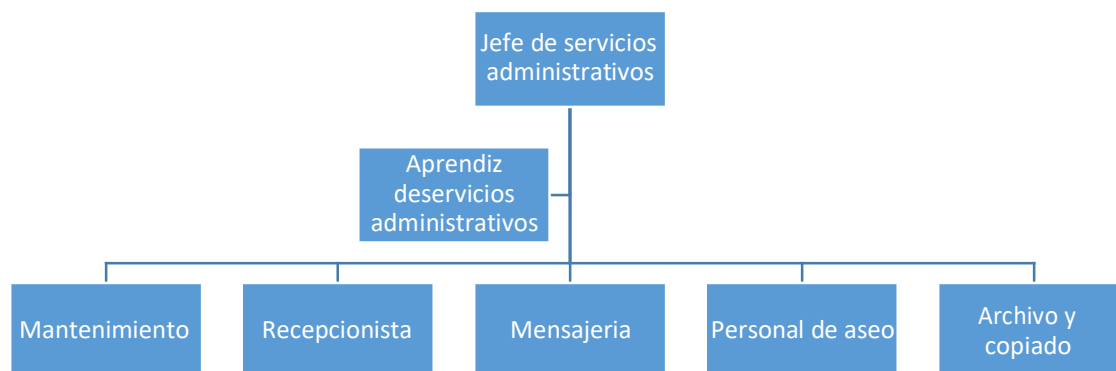 Jefe de servicios
administrativos
Aprendiz
deservicios
administrativos
Mantenimiento
Recepcionista
Mensajeria
Personal de aseo
Archivo y
copiado